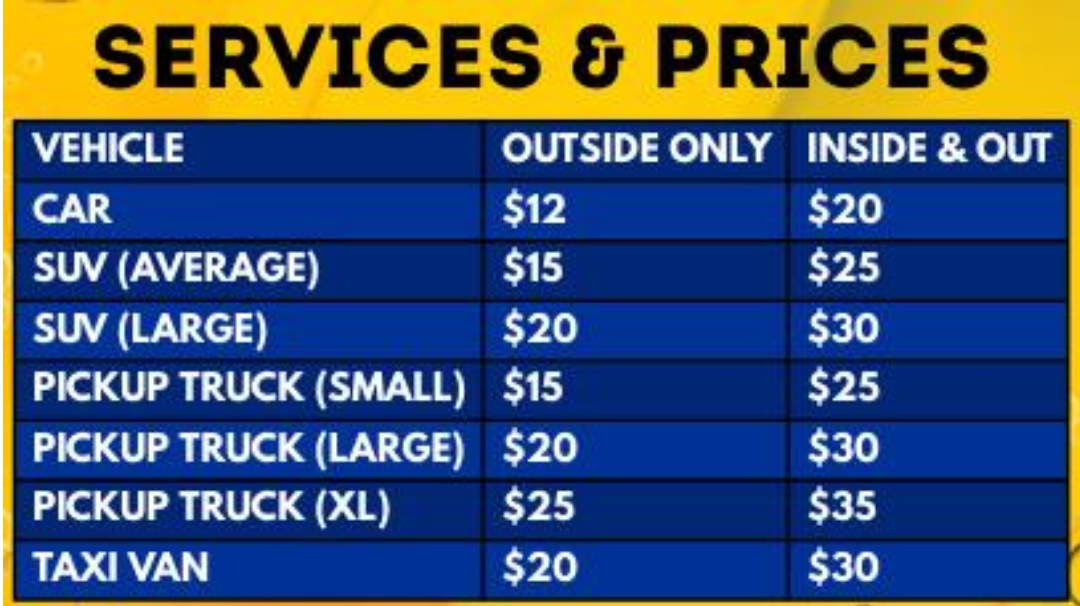 SERVICES & PRICES
VEHICLE OUTSIDE ONLY INSIDE & OUT
CAR $12 $20
SUV (AVERAGE) $15 $25
SUV (LARGE) $20 $30
PICKUP TRUCK (SMALL) $15 $25
PICKUP TRUCK (LARGE) $20 $30
PICKUP TRUCK (XL) $25 $35
TAXI VAN $20 $30